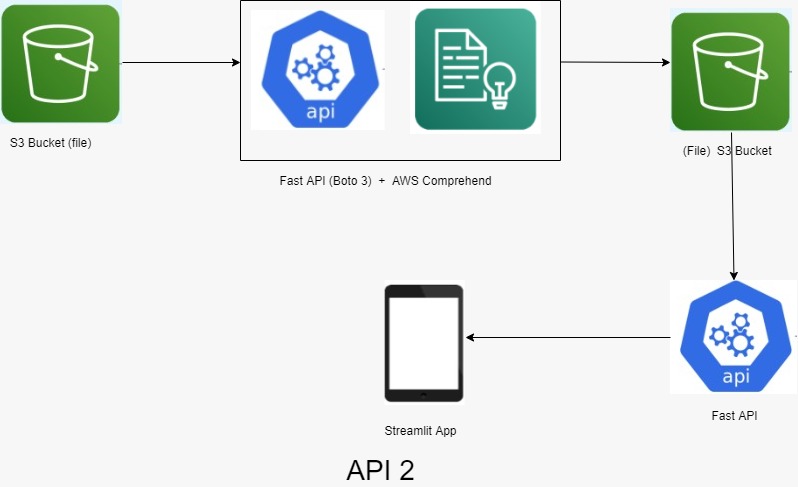 api
S3 Bucket (file)
Fast API (Boto 3) + AWS Comprehend
(File) S3 Bucket
api
Fast API
Streamlit App
API 2